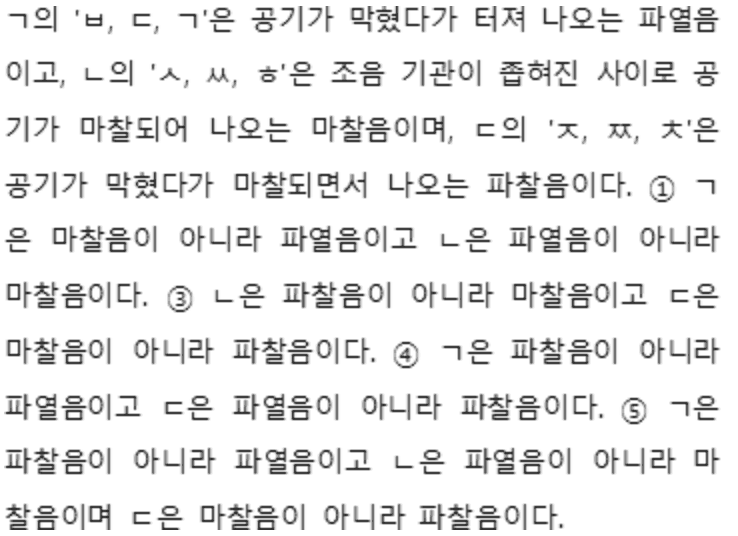 ㄱ의 'ㅂ, ㄷ, ㄱ'은 공기가 막혔다가 터져 나오는 파열음
이고, ㄴ의 'ㅅ, ㅆ, ㅎ'은 조음 기관이 좁혀진 사이로 공
기가 마찰되어 나오는 마찰음이며, ㄷ의 'ㅈ, ㅉ, ㅊ'은
공기가 막혔다가 마찰되면서 나오는 파찰음이다. ① ㄱ
은 마찰음이 아니라 파열음이고 ㄴ은 파열음이 아니라
마찰음이다. ③ ㄴ은 파찰음이 아니라 마찰음이고 ㄷ은
마찰음이 아니라 파찰음이다. ④ ㄱ은 파찰음이 아니라
파열음이고 ㄷ은 파열음이 아니라 파찰음이다. ⑤ ㄱ은
파찰음이 아니라 파열음이고 ㄴ은 파열음이 아니라 마
찰음이며 ㄷ은 마찰음이 아니라 파찰음이다.